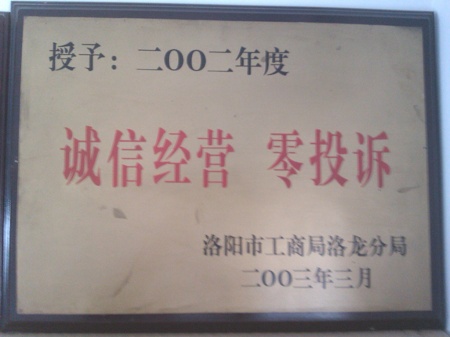 授予：二OO二年度
诚信经营 零投诉
洛阳市工商局洛龙分局
二OO三年三月